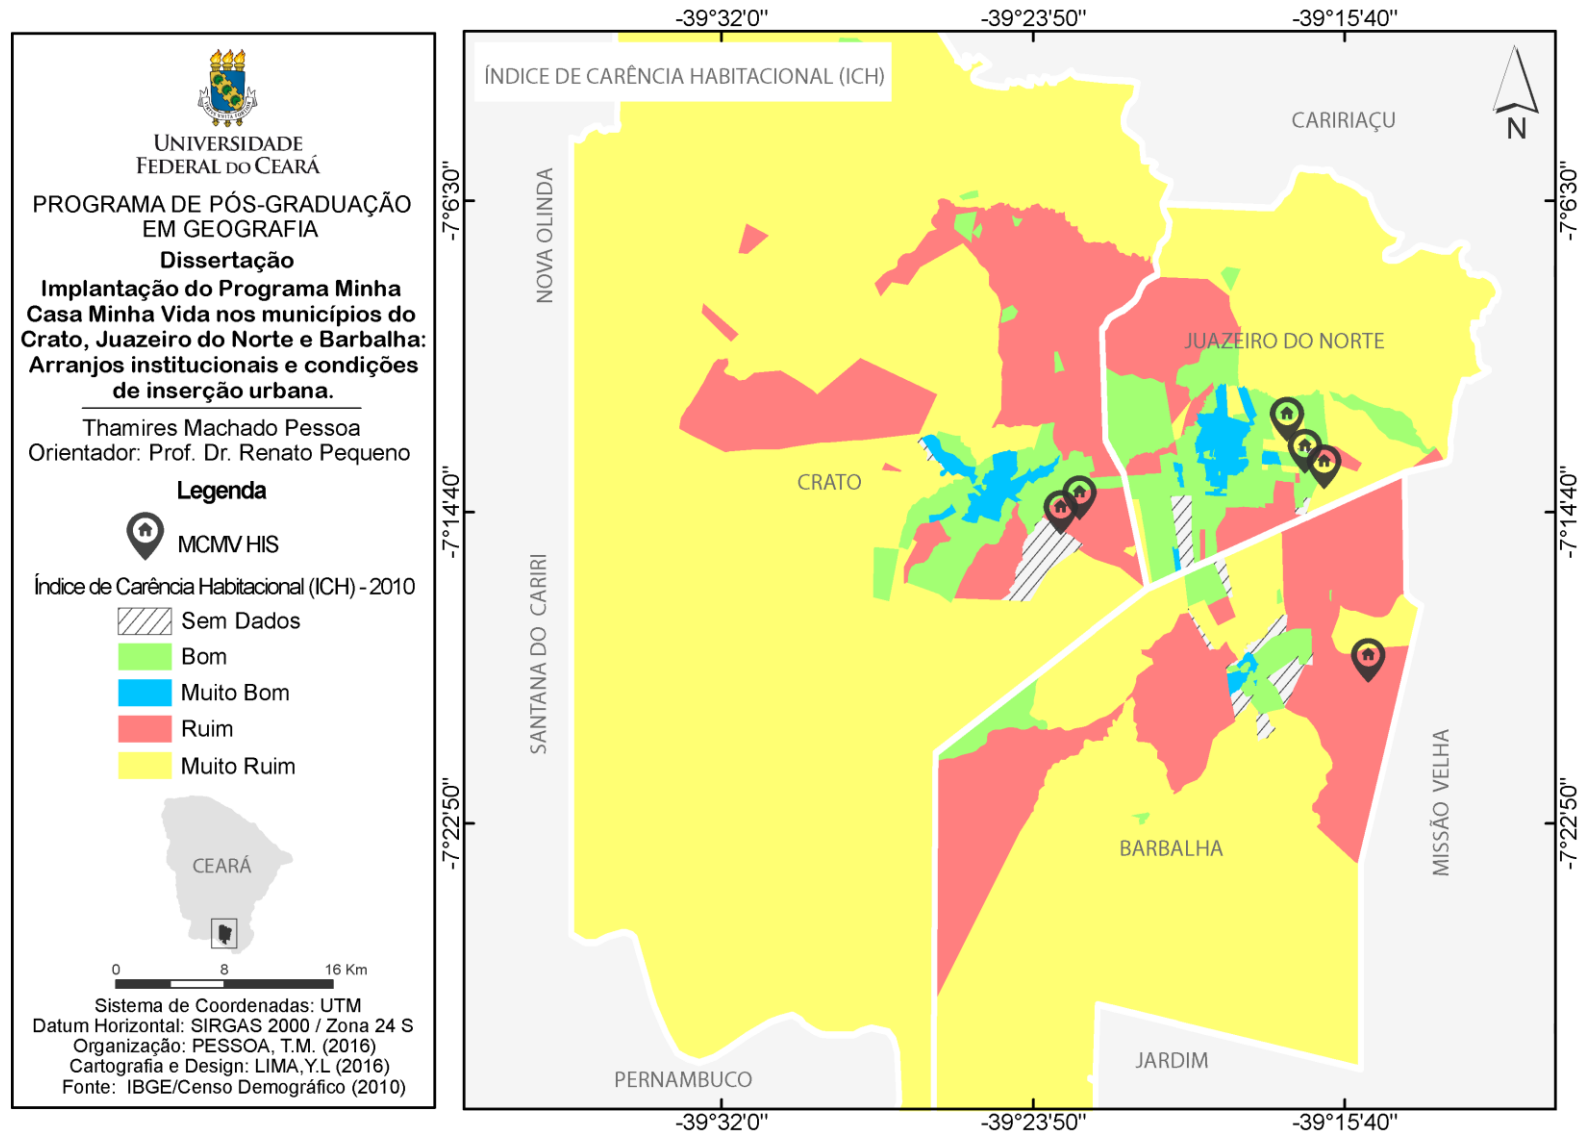 UNIVERSIDADE
FEDERAL DO CEARÁ
PROGRAMA DE PÓS-GRADUAÇÃO
EM GEOGRAFIA
Dissertação
Implantação do Programa Minha
Casa Minha Vida nos municípios do
Crato, Juazeiro do Norte e Barbalha:
Arranjos institucionais e condições
de inserção urbana.
Thamires Machado Pessoa
Orientador: Prof. Dr. Renato Pequeno
Legenda
MCMV HIS
Índice de Carência Habitacional (ICH) - 2010
Sem Dados
Bom
Muito Bom
Ruim
Muito Ruim
CEARÁ
0 8 16 Km
Sistema de Coordenadas: UTM
Datum Horizontal: SIRGAS 2000 / Zona 24 S
Organização: PESSOA, T.M. (2016)
Cartografia e Design: LIMA,Y.L (2016)
Fonte: IBGE/Censo Demográfico (2010)
-39°32'0" -39°23'50" -39°15'40"
ÍNDICE DE CARÊNCIA HABITACIONAL (ICH)
N
CARIRIAÇU
-7°6'30" -7°6'30"
NOVA OLINDA
JUAZEIRO DO NORTE
CRATO
-7°14'40" -7°14'40"
SANTANA DO CARIRI
MISSÃO VELHA
-7°22'50" -7°22'50"
BARBALHA
JARDIM
PERNAMBUCO
-39°32'0" -39°23'50" -39°15'40"